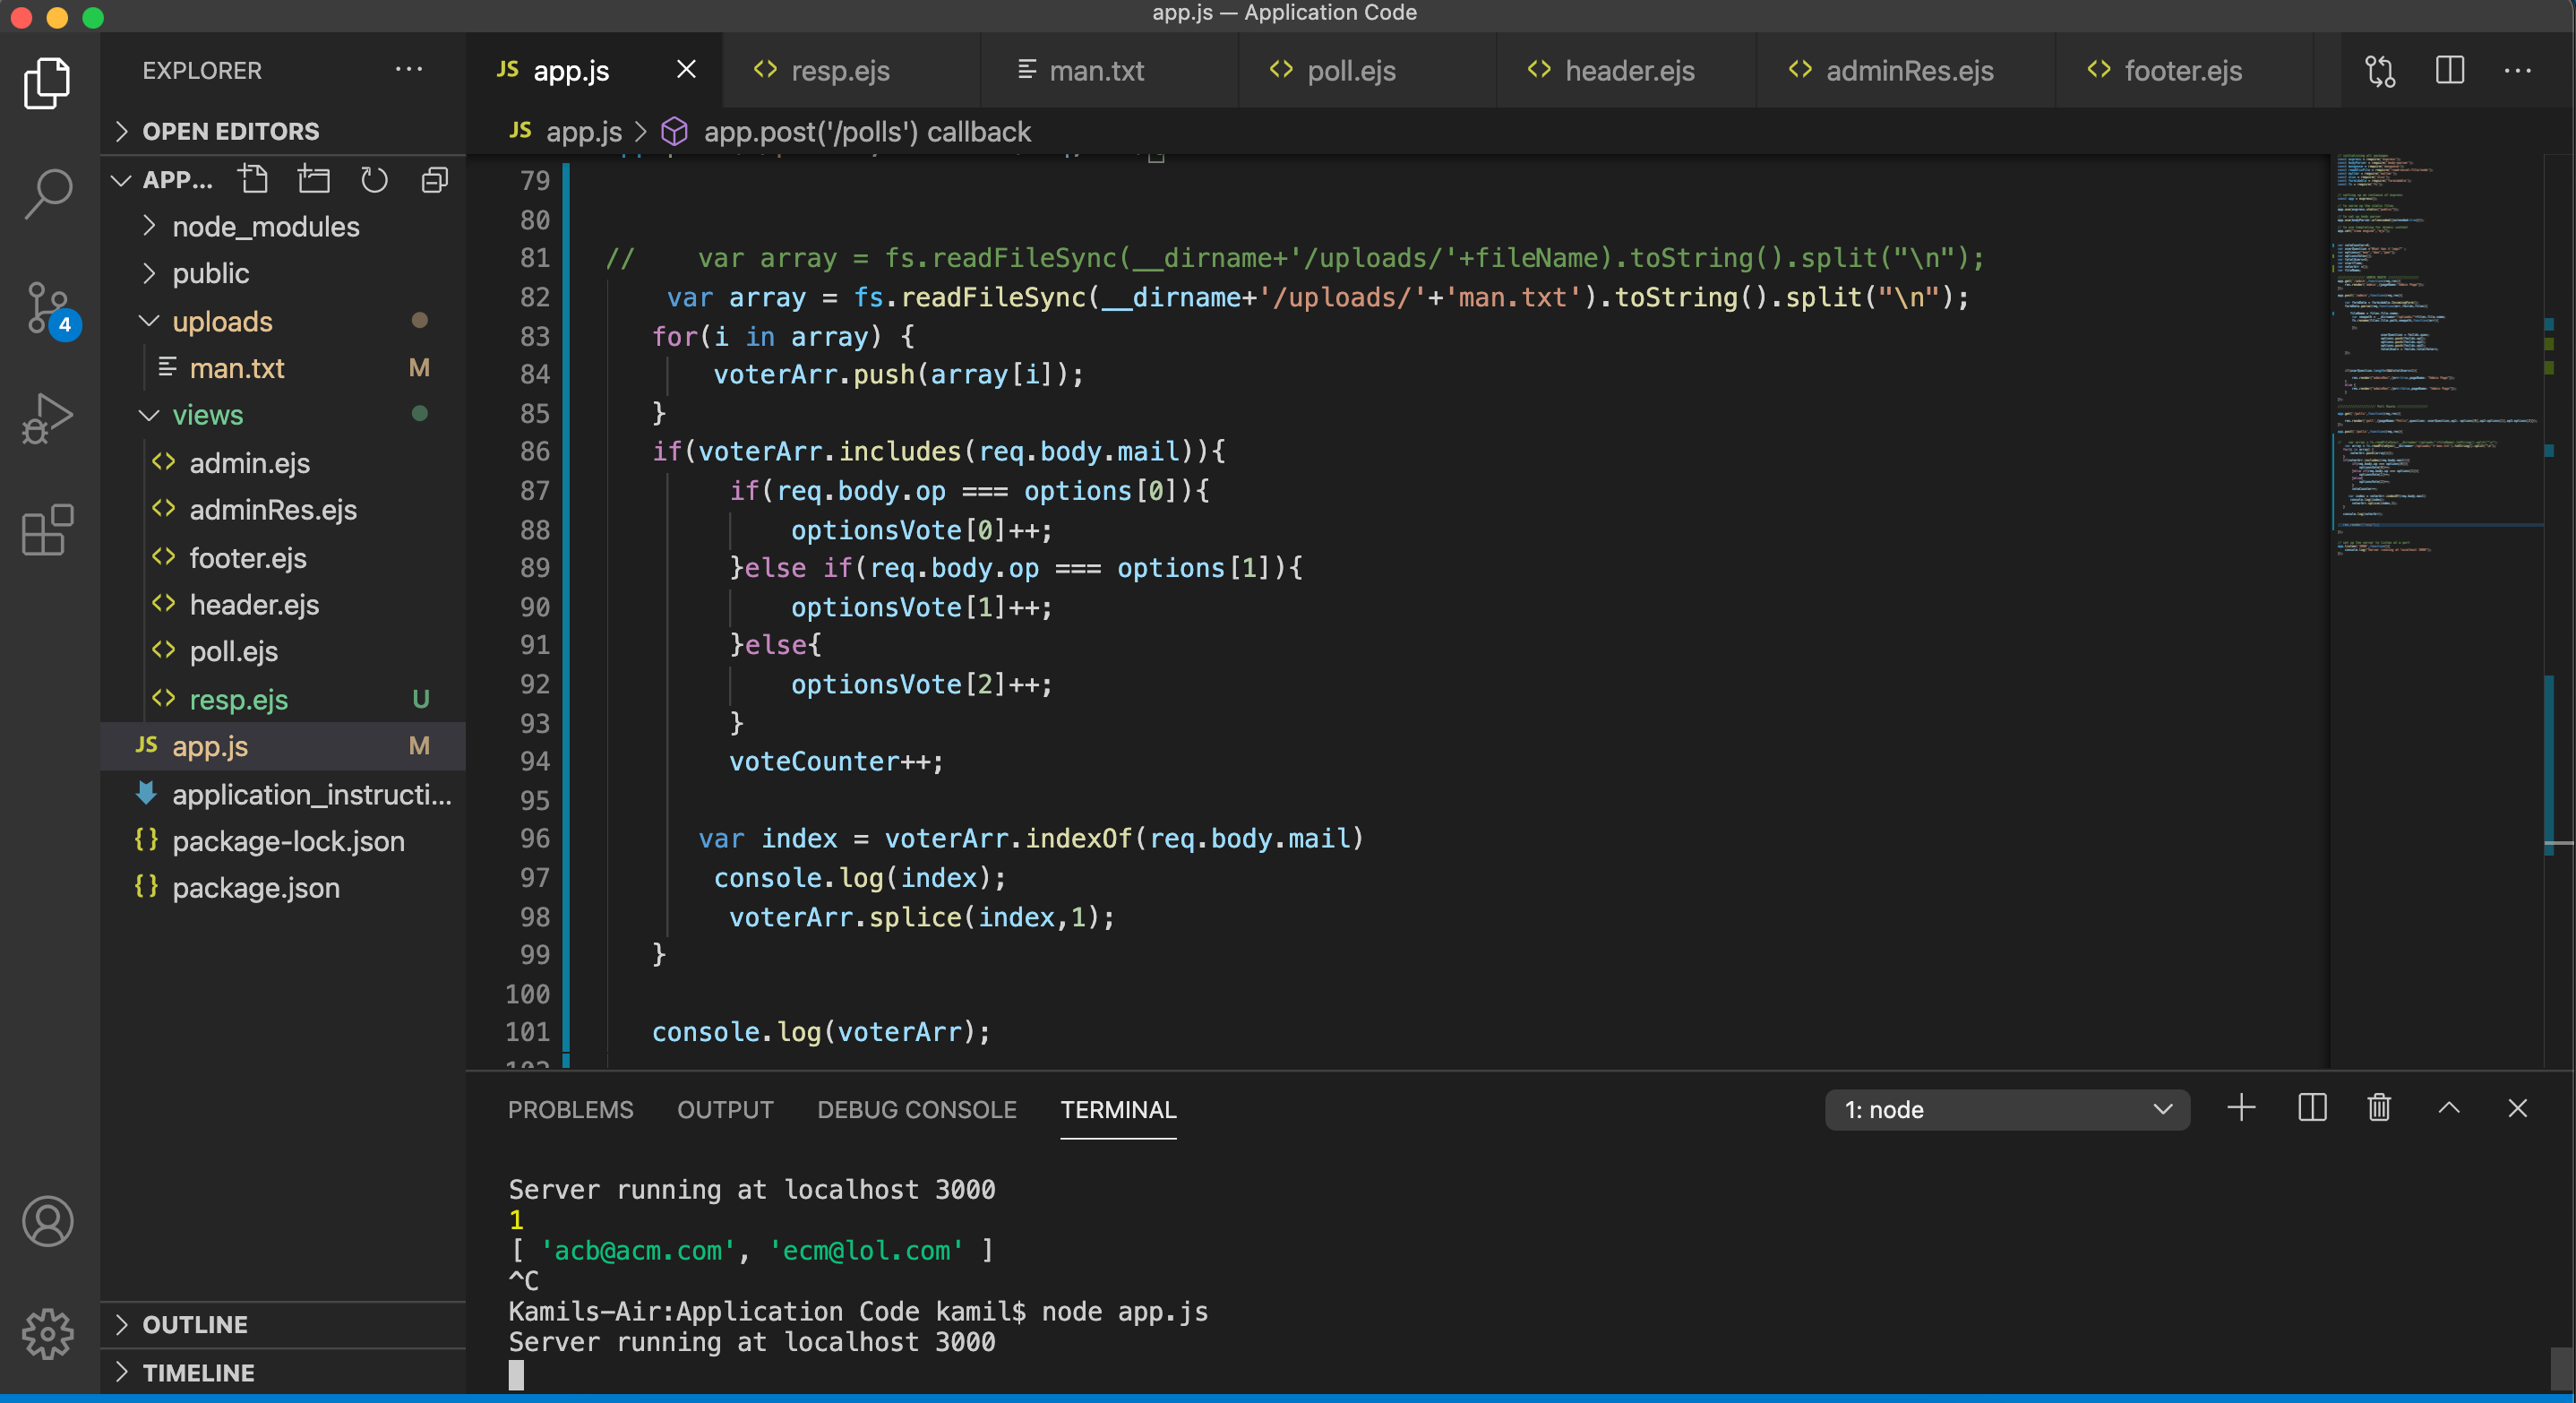 app.js — Application Code
EXPLORER
OPEN EDITORS
APP...
node_modules
public
uploads
man.txt M
views
admin.ejs
adminRes.ejs
footer.ejs
header.ejs
poll.ejs
resp.ejs U
JS app.js M
application_instructi...
{} package-lock.json
{} package.json
OUTLINE
TIMELINE
4
JS app.js
resp.ejs
man.txt
poll.ejs
header.ejs
adminRes.ejs
footer.ejs
JS app.js > app.post('/polls') callback
79
80
81 //    var array = fs.readFileSync(__dirname+'/uploads/'+fileName).toString().split("\n");
82 var array = fs.readFileSync(__dirname+'/uploads/'+'man.txt').toString().split("\n");
83 for(i in array) {
84 voterArr.push(array[i]);
85 }
86 if(voterArr.includes(req.body.mail)){
87 if(req.body.op === options[0]){
88 optionsVote[0]++;
89 }else if(req.body.op === options[1]){
90 optionsVote[1]++;
91 }else{
92 optionsVote[2]++;
93 }
94 voteCounter++;
95
96 var index = voterArr.indexOf(req.body.mail)
97 console.log(index);
98 voterArr.splice(index,1);
99 }
100
101 console.log(voterArr);
PROBLEMS OUTPUT DEBUG CONSOLE TERMINAL
1: node
Server running at localhost 3000
1
[ 'acb@acm.com', 'ecm@lol.com' ]
^C
Kamils-Air:Application Code kamil$ node app.js
Server running at localhost 3000